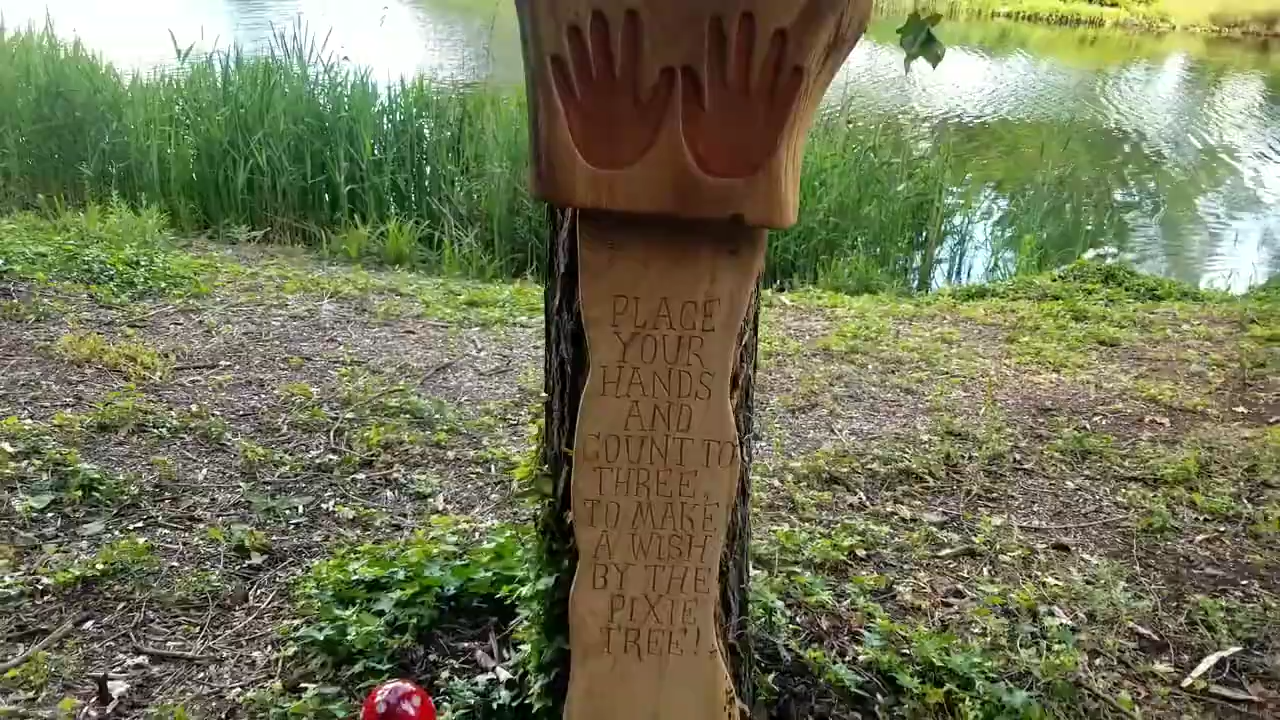 PLACE
YOUR
HANDS
AND
COUNT TO
THREE,
TO MAKE
A WISH
BY THE
PIXIE
TREE!